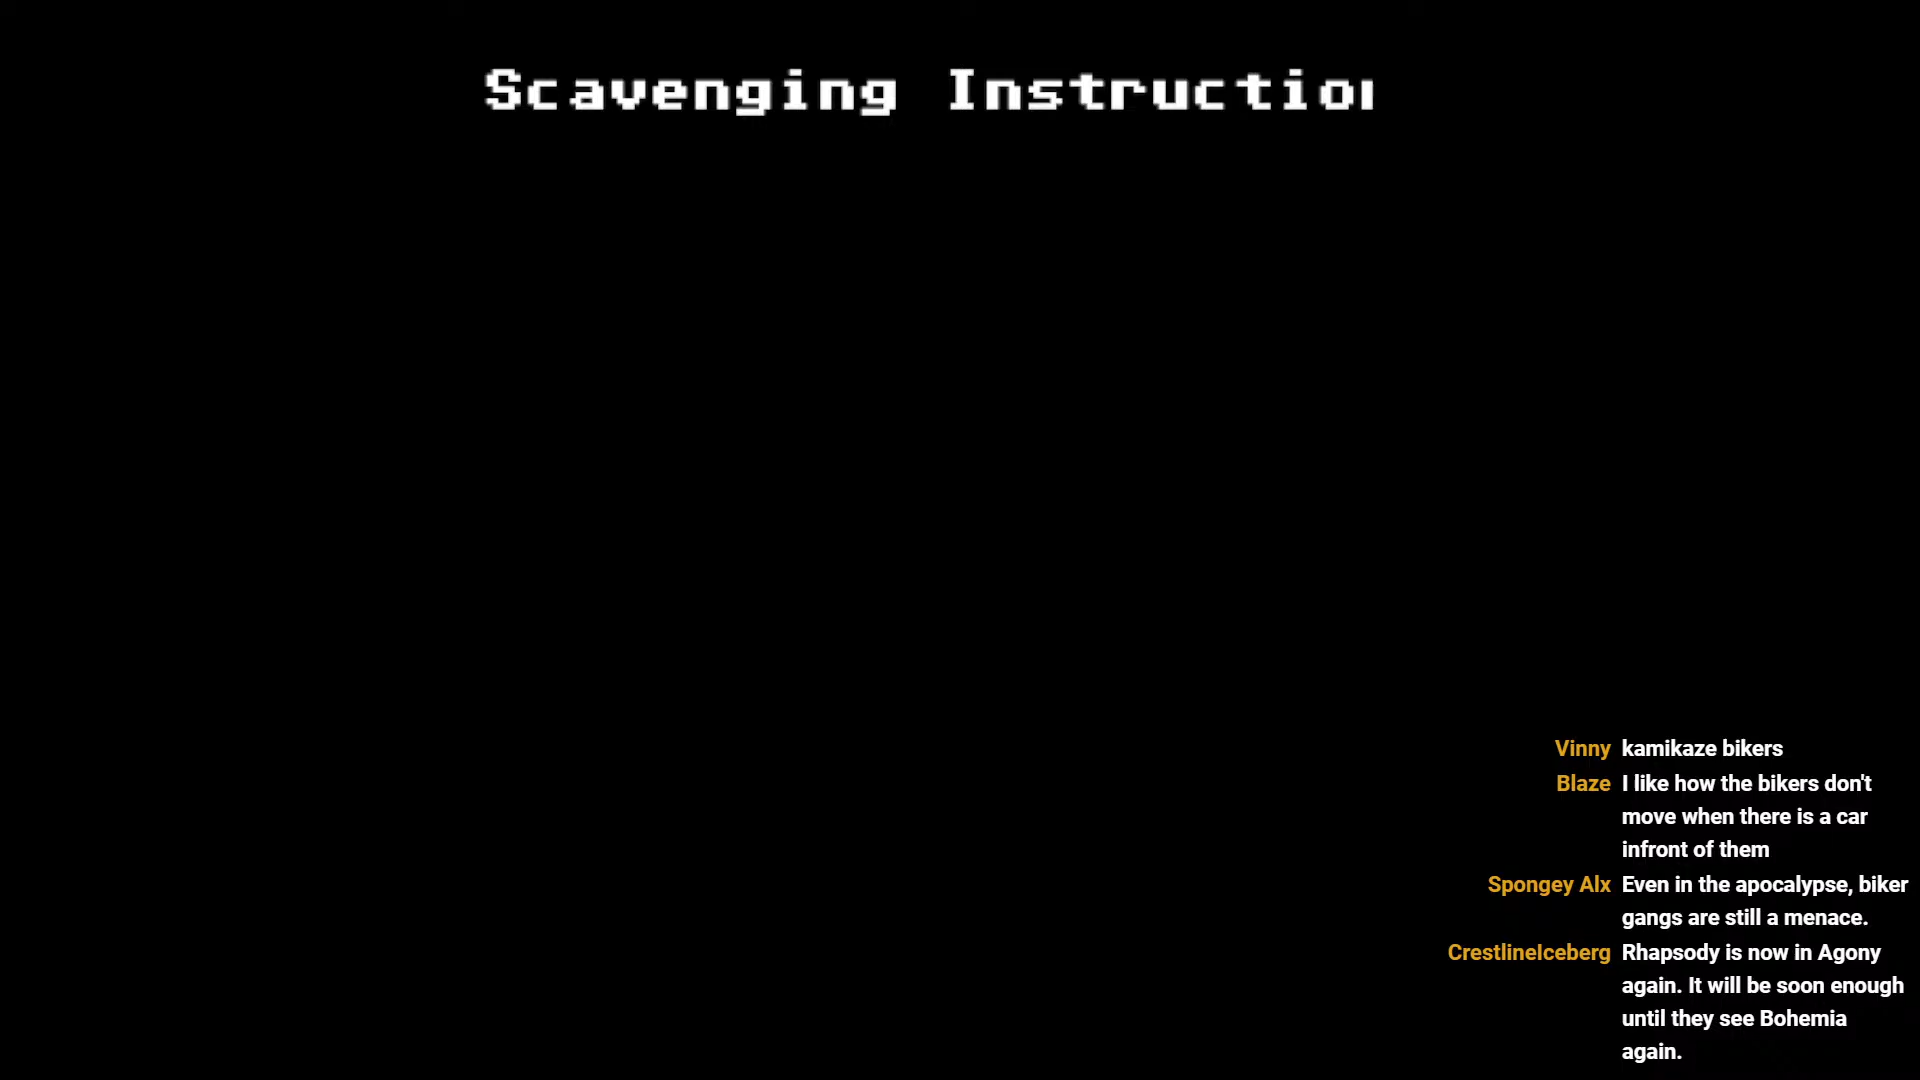 Scavenging Instruction
Vinny kamikaze bikers
Blaze I like how the bikers don't
move when there is a car
infront of them
Spongey Alx Even in the apocalypse, biker
gangs are still a menace.
CrestlineIceberg Rhapsody is now in Agony
again. It will be soon enough
until they see Bohemia
again.